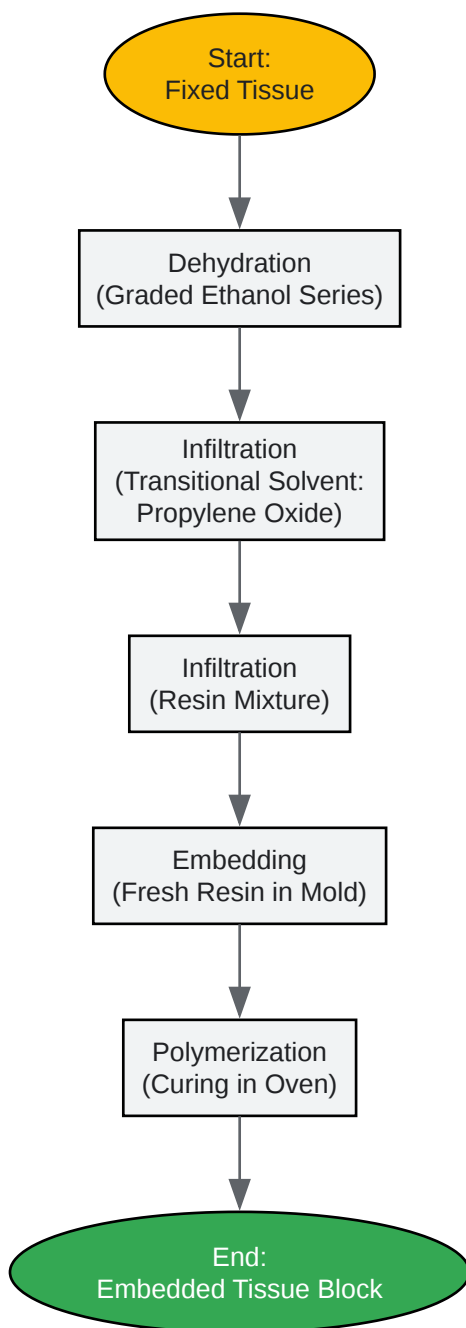 Start:
Fixed Tissue
Dehydration
(Graded Ethanol Series)
Infiltration
(Transitional Solvent:
Propylene Oxide)
Infiltration
(Resin Mixture)
Embedding
(Fresh Resin in Mold)
Polymerization
(Curing in Oven)
End:
Embedded Tissue Block